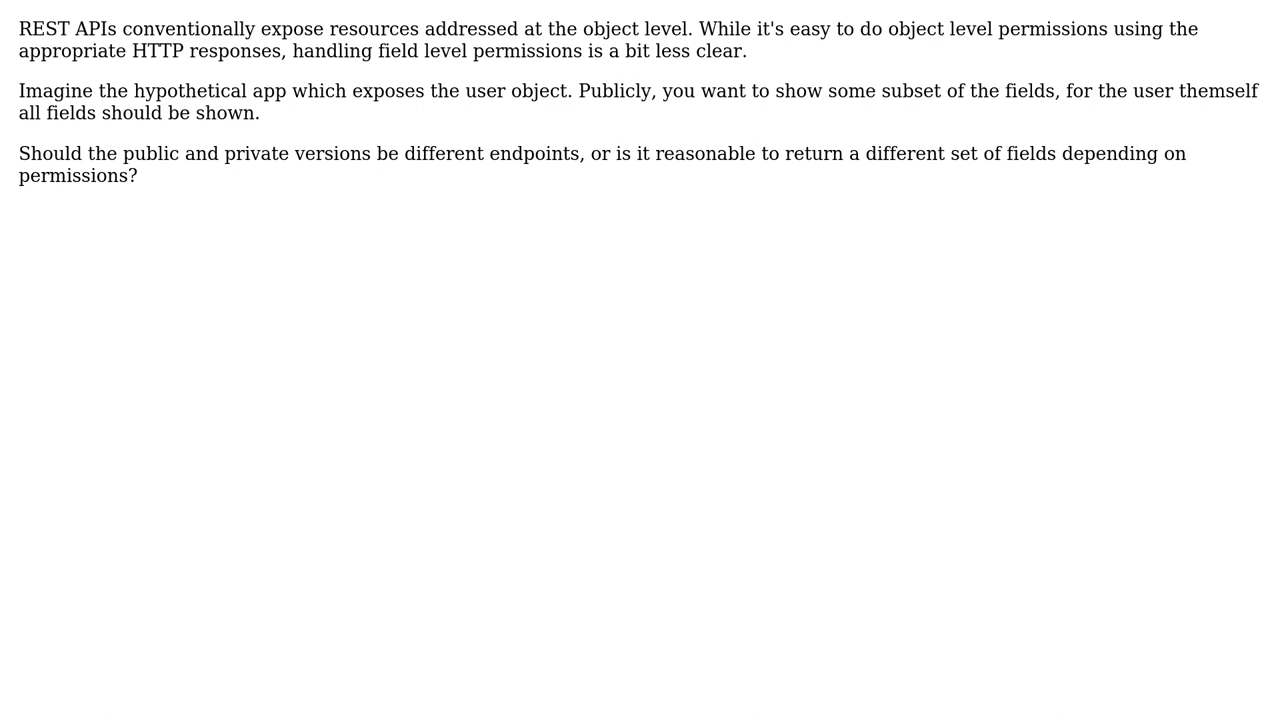 REST APIs conventionally expose resources addressed at the object level. While it's easy to do object level permissions using the
appropriate HTTP responses, handling field level permissions is a bit less clear.
Imagine the hypothetical app which exposes the user object. Publicly, you want to show some subset of the fields, for the user themself
all fields should be shown.
Should the public and private versions be different endpoints, or is it reasonable to return a different set of fields depending on
permissions?